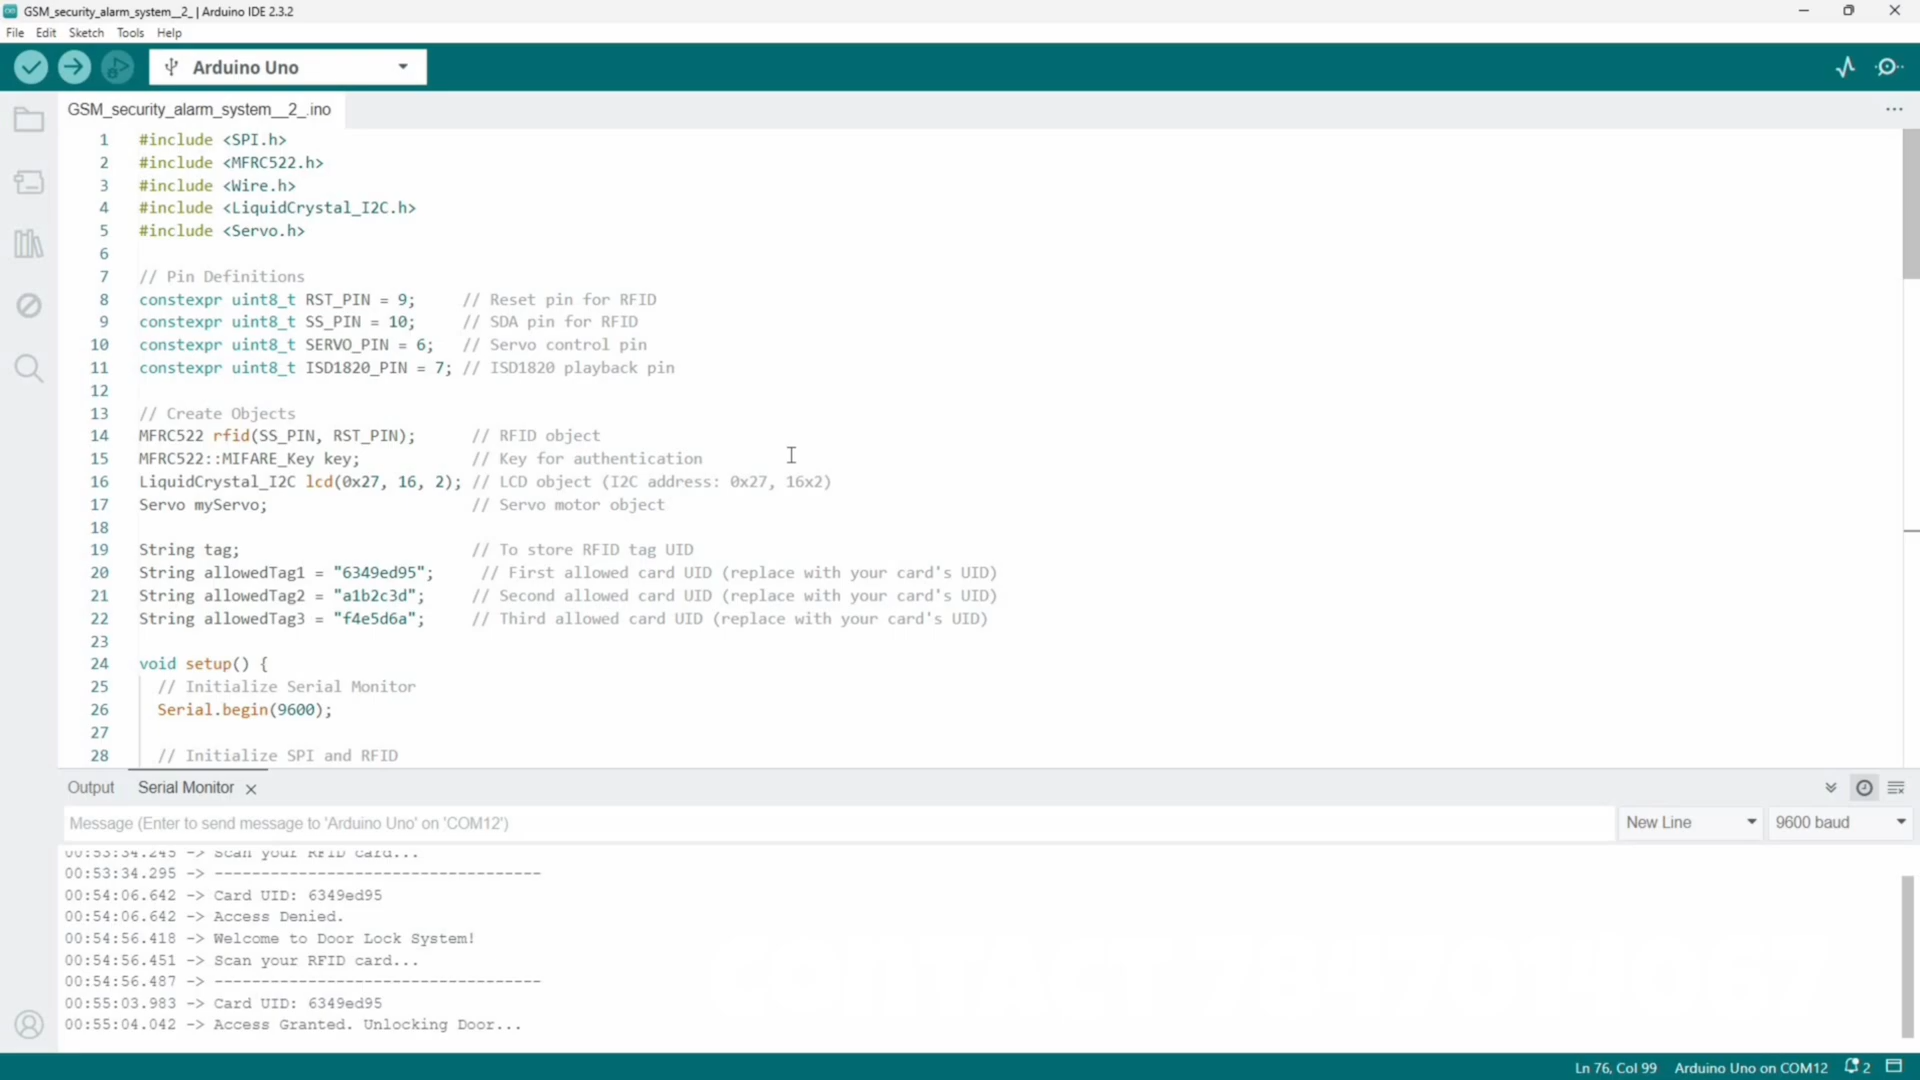 GSM_security_alarm_system__2_ | Arduino IDE 2.3.2
File Edit Sketch Tools Help
Arduino Uno
GSM_security_alarm_system__2_.ino
1 #include <SPI.h>
2 #include <MFRC522.h>
3 #include <Wire.h>
4 #include <LiquidCrystal_I2C.h>
5 #include <Servo.h>
6
7 // Pin Definitions
8 constexpr uint8_t RST_PIN = 9; // Reset pin for RFID
9 constexpr uint8_t SS_PIN = 10; // SDA pin for RFID
10 constexpr uint8_t SERVO_PIN = 6; // Servo control pin
11 constexpr uint8_t ISD1820_PIN = 7; // ISD1820 playback pin
12
13 // Create Objects
14 MFRC522 rfid(SS_PIN, RST_PIN); // RFID object
15 MFRC522::MIFARE_Key key; // Key for authentication
16 LiquidCrystal_I2C lcd(0x27, 16, 2); // LCD object (I2C address: 0x27, 16x2)
17 Servo myServo; // Servo motor object
18
19 String tag; // To store RFID tag UID
20 String allowedTag1 = "6349ed95"; // First allowed card UID (replace with your card's UID)
21 String allowedTag2 = "a1b2c3d"; // Second allowed card UID (replace with your card's UID)
22 String allowedTag3 = "f4e5d6a"; // Third allowed card UID (replace with your card's UID)
23
24 void setup() {
25 // Initialize Serial Monitor
26 Serial.begin(9600);
27
28 // Initialize SPI and RFID
Output Serial Monitor
Message (Enter to send message to 'Arduino Uno' on 'COM12') New Line 9600 baud
00:53:34.245 -> Scan your RFID card...
00:53:34.295 -> -----------------------------------
00:54:06.642 -> Card UID: 6349ed95
00:54:06.642 -> Access Denied.
00:54:56.418 -> Welcome to Door Lock System!
00:54:56.451 -> Scan your RFID card...
00:54:56.487 -> -----------------------------------
00:55:03.983 -> Card UID: 6349ed95
00:55:04.042 -> Access Granted. Unlocking Door...
Ln 76, Col 99 Arduino Uno on COM12 2